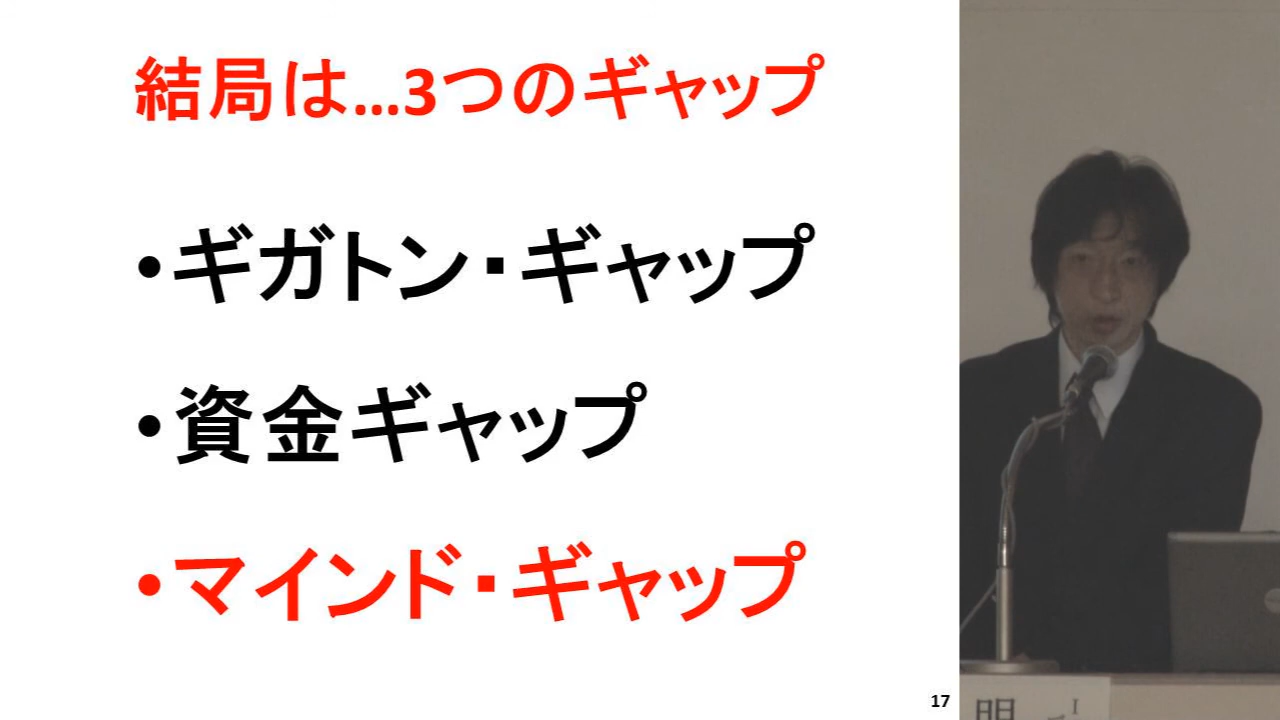 結局は…3つのギャップ
•ギガトン・ギャップ
•資金ギャップ
•マインド・ギャップ
17
明
I